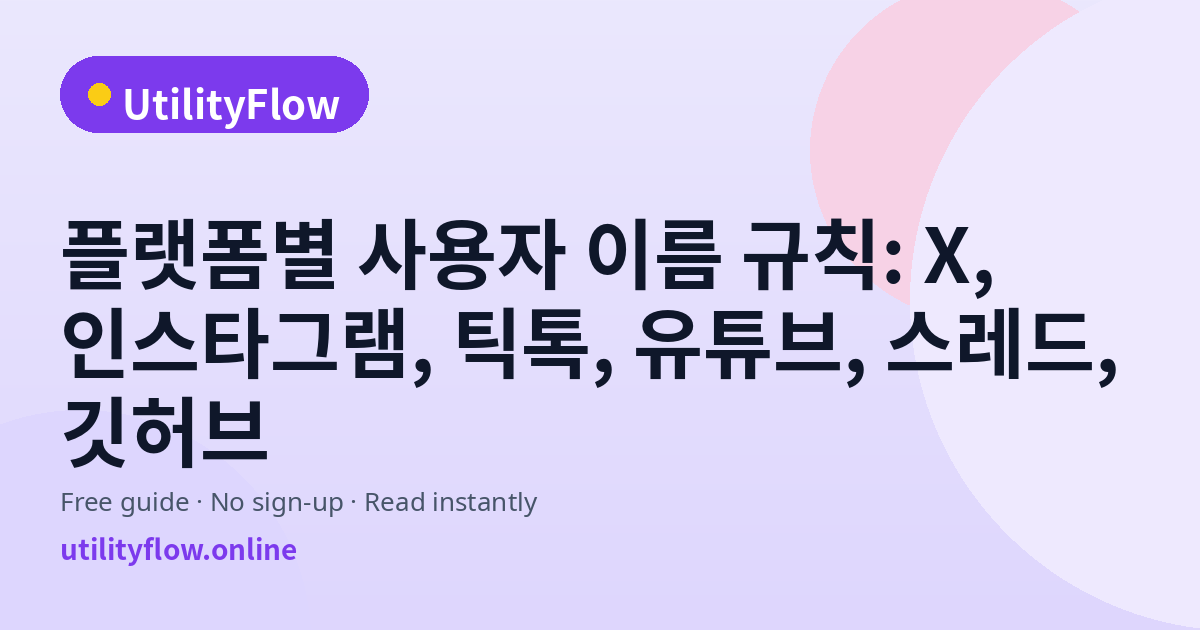 UtilityFlow
플랫폼별 사용자 이름 규칙: X,
인스타그램, 틱톡, 유튜브, 스레드,
깃허브
Free guide · No sign-up · Read instantly
utilityflow.online